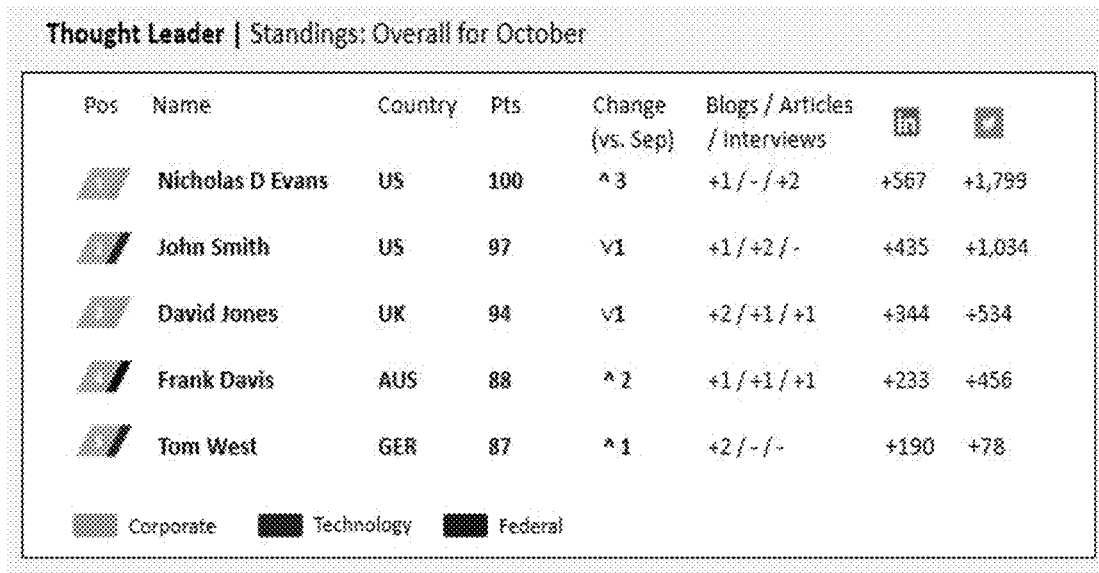 Thought Leader | Standings: Overall for October
Pos Name Country Pts Change (vs. Sep) Blogs / Articles / Interviews in
Nicholas D Evans US 100 ^ 3 +1 / - / +2 +567 +1,799
John Smith US 97 v1 +1 / +2 / - +435 +1,034
David Jones UK 94 v1 +2 / +1 / +1 +344 +534
Frank Davis AUS 88 ^ 2 +1 / +1 / +1 +233 +456
Tom West GER 87 ^ 1 +2 / - / - +190 +78
Corporate Technology Federal